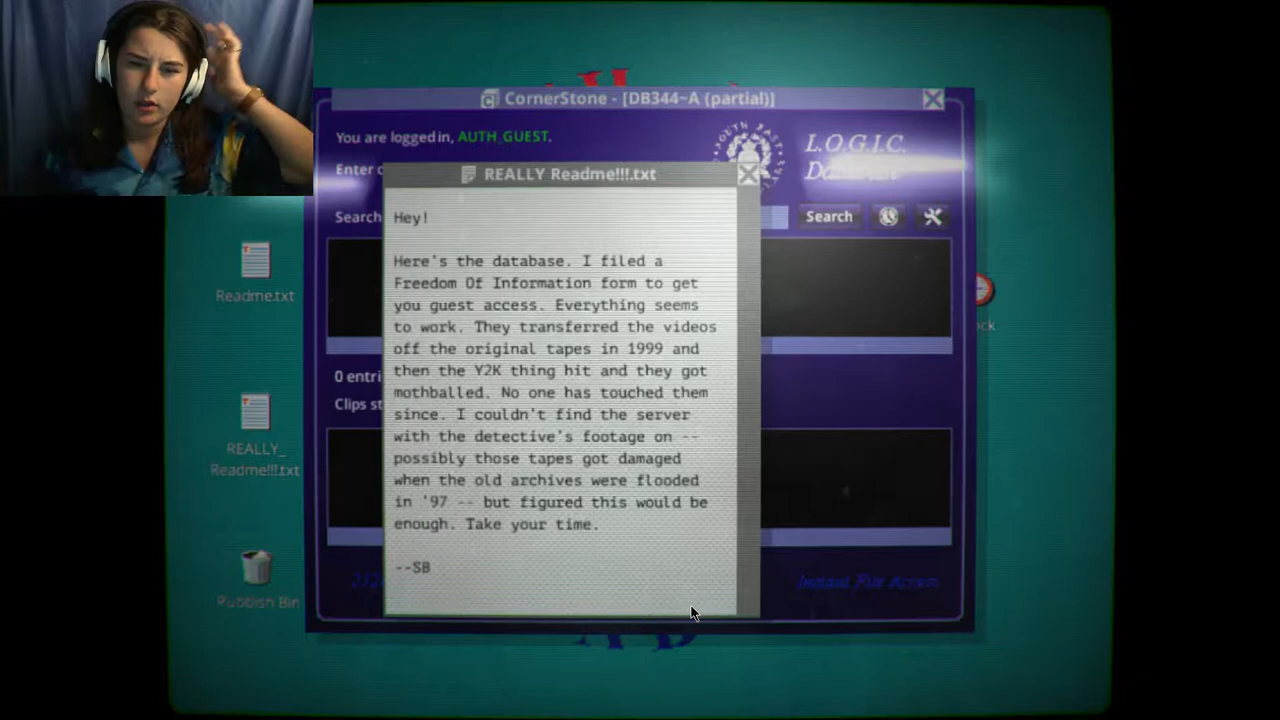 CornerStone - [DB344~A (partial)]
You are logged in, AUTH_GUEST.
L.O.G.I.C.
Search
Search
REALLY Readme!!!.txt
Hey!
Here's the database. I filed a
Freedom Of Information form to get
you guest access. Everything seems
to work. They transferred the videos
off the original tapes in 1999 and
then the Y2K thing hit and they got
mothballed. No one has touched them
since. I couldn't find the server
with the detective's footage on --
possibly those tapes got damaged
when the old archives were flooded
in '97 -- but figured this would be
enough. Take your time.
--SB
0 entri
Readme.txt
REALLY_
Readme!!!.txt
Rubbish Bin
Instant File Access